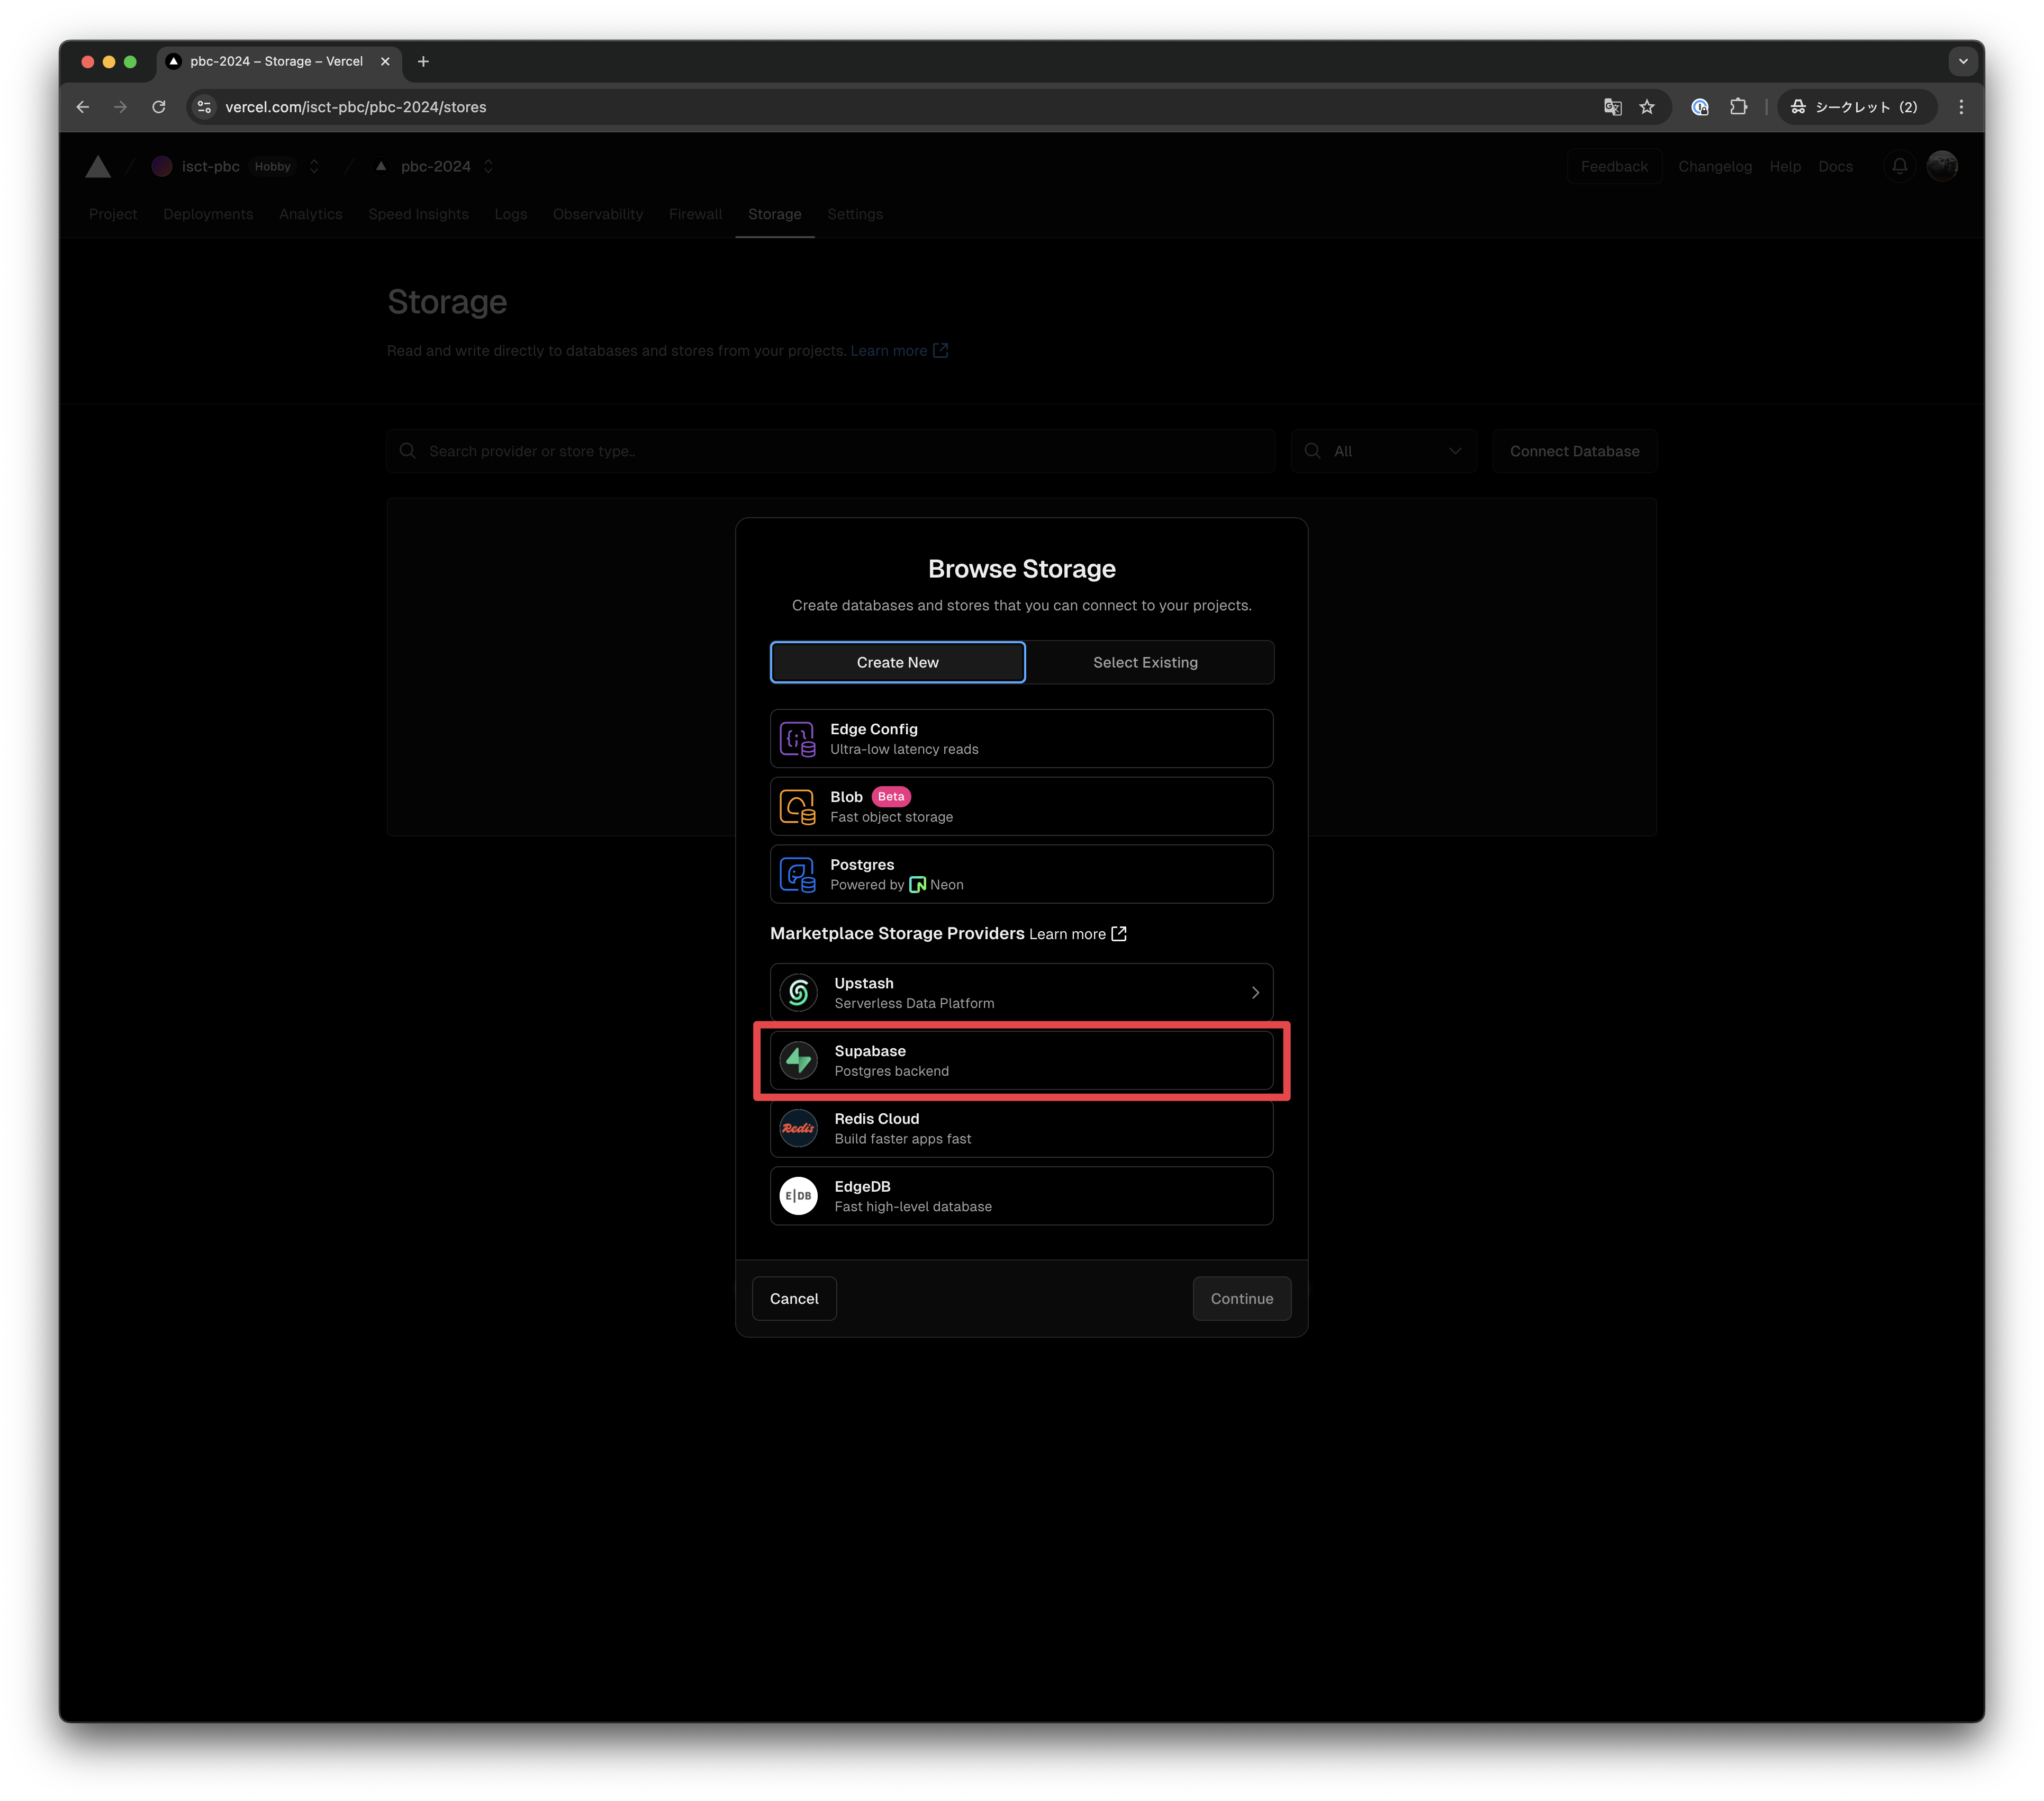 pbc-2024 – Storage – Vercel
vercel.com/isct-pbc/pbc-2024/stores
シークレット (2)
isct-pbc Hobby
pbc-2024
Feedback
Changelog
Help
Docs
Project
Deployments
Analytics
Speed Insights
Logs
Observability
Firewall
Storage
Settings
Storage
Read and write directly to databases and stores from your projects. Learn more
Search provider or store type..
All
Connect Database
Browse Storage
Create databases and stores that you can connect to your projects.
Create New
Select Existing
Edge Config
Ultra-low latency reads
Blob Beta
Fast object storage
Postgres
Powered by Neon
Marketplace Storage Providers Learn more
Upstash
Serverless Data Platform
Supabase
Postgres backend
Redis
Redis Cloud
Build faster apps fast
E|DB
EdgeDB
Fast high-level database
Cancel
Continue